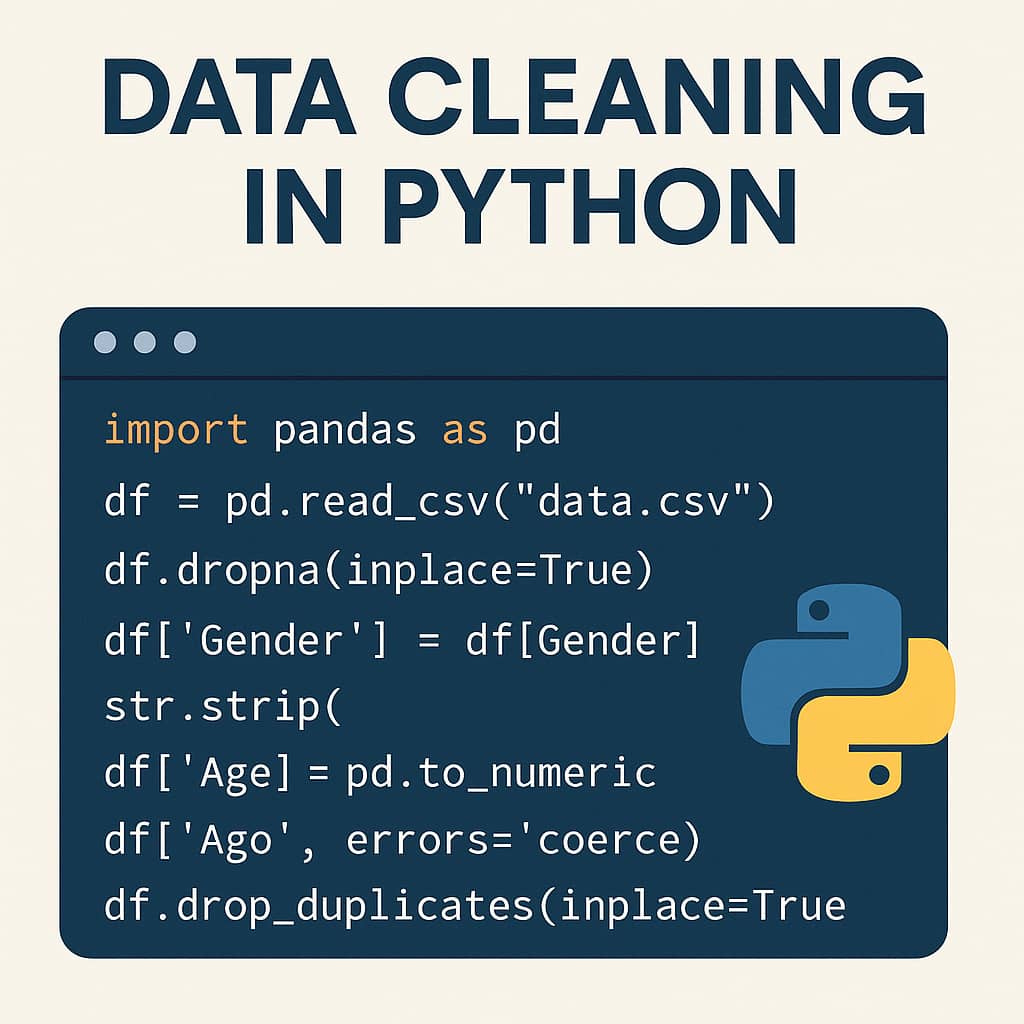 DATA CLEANING
IN PYTHON
import pandas as pd
df = pd.read_csv("data.csv")
df.dropna(inplace=True)
df['Gender'] = df[Gender]
str.strip(
df['Age] = pd.to_numeric
df['Ago', errors='coerce)
df.drop_duplicates(inplace=True